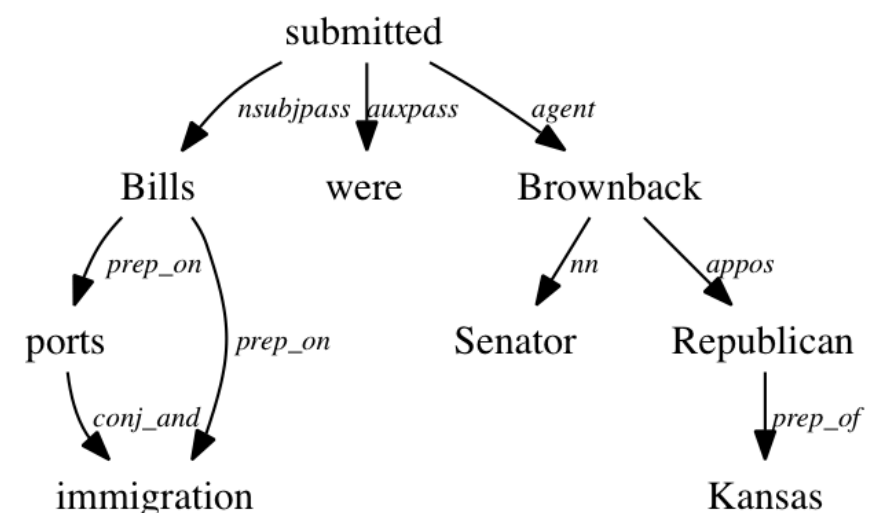 submitted
nsubjpass auxpass agent
Bills were Brownback
prep_on nn appos
ports prep_on Senator Republican
conj_and prep_of
immigration Kansas